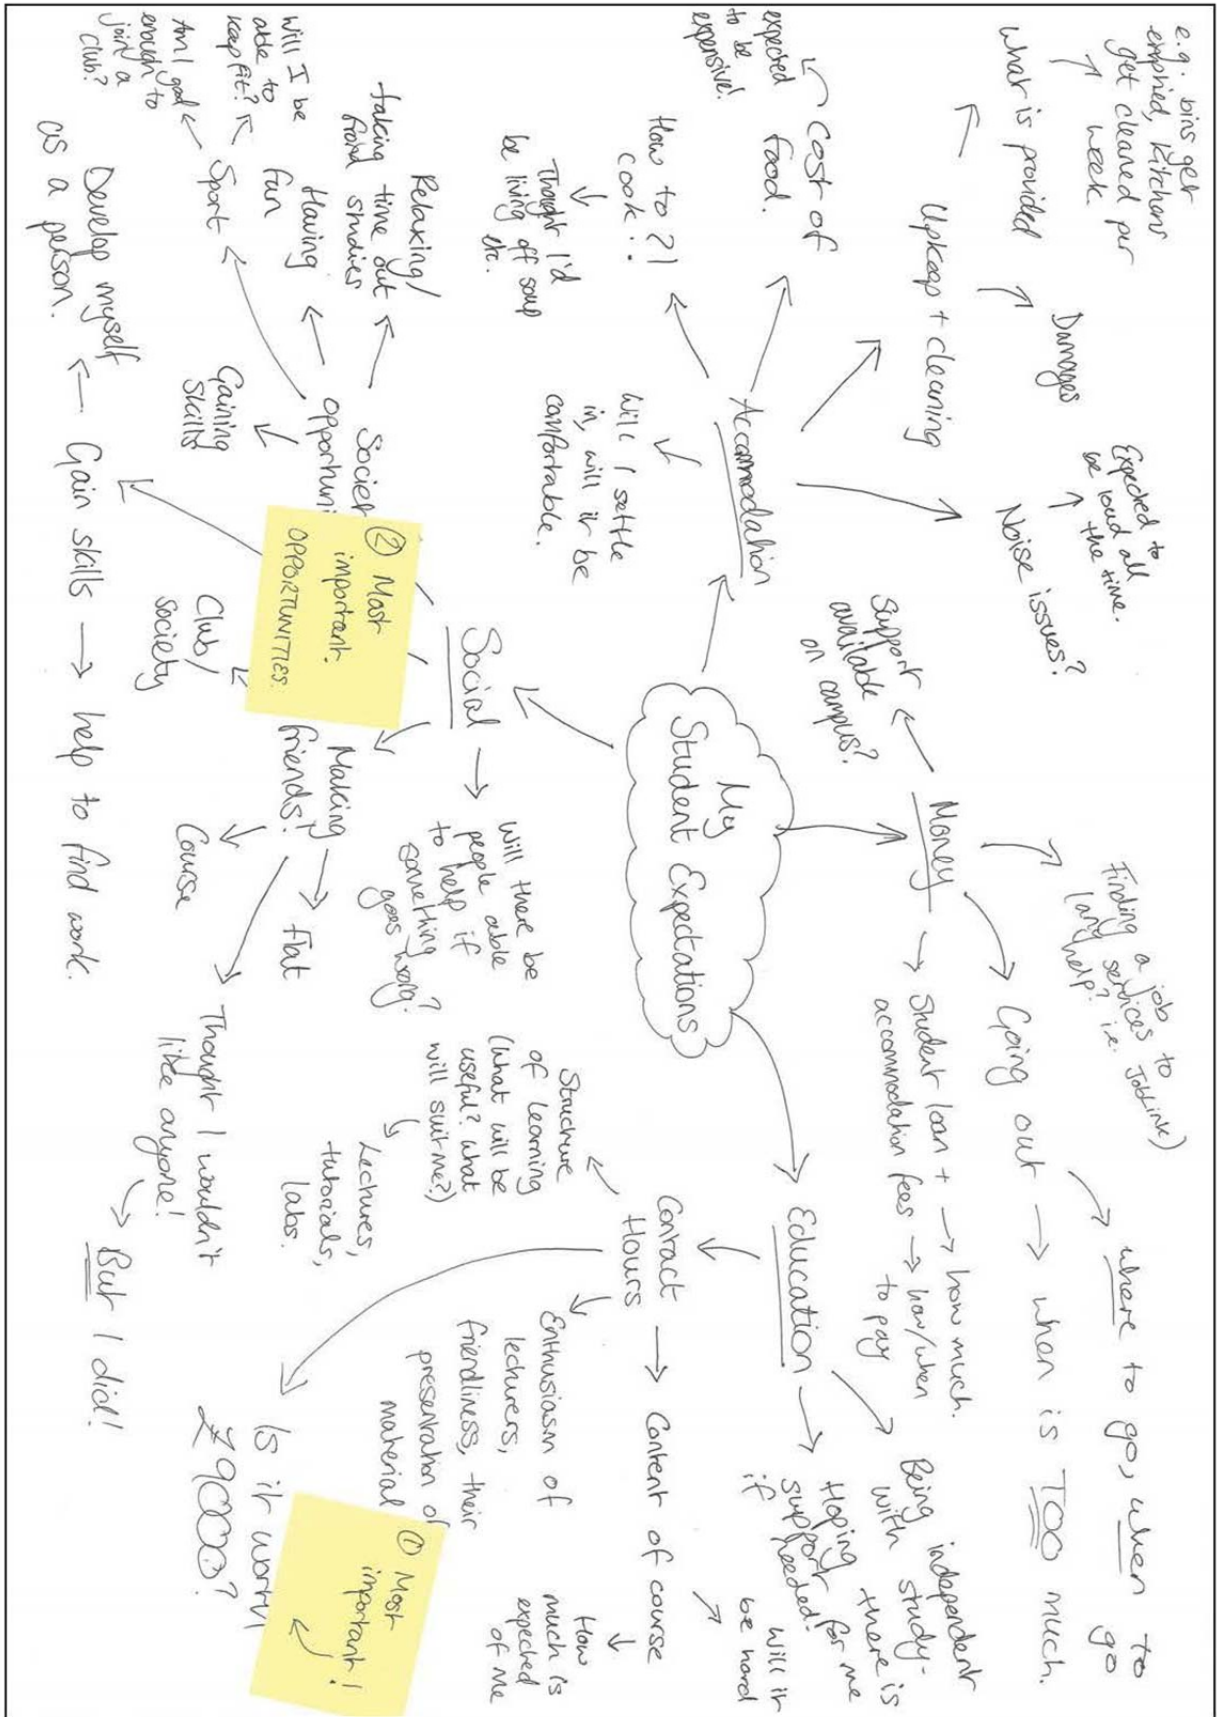 My
Student Expectations
Accommodation
Will I settle
in, will it be
comfortable.
How to??!
cook!!
Thought I'd
be living off soup
etc.
Cost of
food.
expected
to be
expensive!
Upkeep + cleaning
What is provided
e.g. bins get
emptied, kitchens
get cleaned per
week.
Damages
Noise issues?
Expected to
be loud all
the time.
Money
Support
available
on campus?
Finding a job
(any services to
help? i.e. JobLink)
Going out
where to go, when to
go
when is TOO much.
Student loan +
accommodation fees
how much.
how/when
to pay
Education
Being independent
with study-
Hoping there is
support for me
if needed.
Contact
Hours
Content of course
Will it
be hard
How
much is
expected
of me
Structure
of learning
(What will be
useful? What
will suit me?)
Lectures,
tutorials,
labs.
Enthusiasm of
lecturers,
friendliness, their
presentation of
material
Is it worth
£9000?
① Most
important!
Social
Will there be
people able
to help if
something
goes wrong?
Making
friends?
Flat
Course
Thought I wouldn't
like anyone!
But I did!
② Most
important.
OPPORTUNITIES.
Club/
society
Gaining
skills
Sport
Will I be
able to
keep fit?
Am I good
enough to
join a
club?
Having
fun
Relaxing/
taking time out
from studies
Gain skills
help to find work.
Develop myself
as a person.